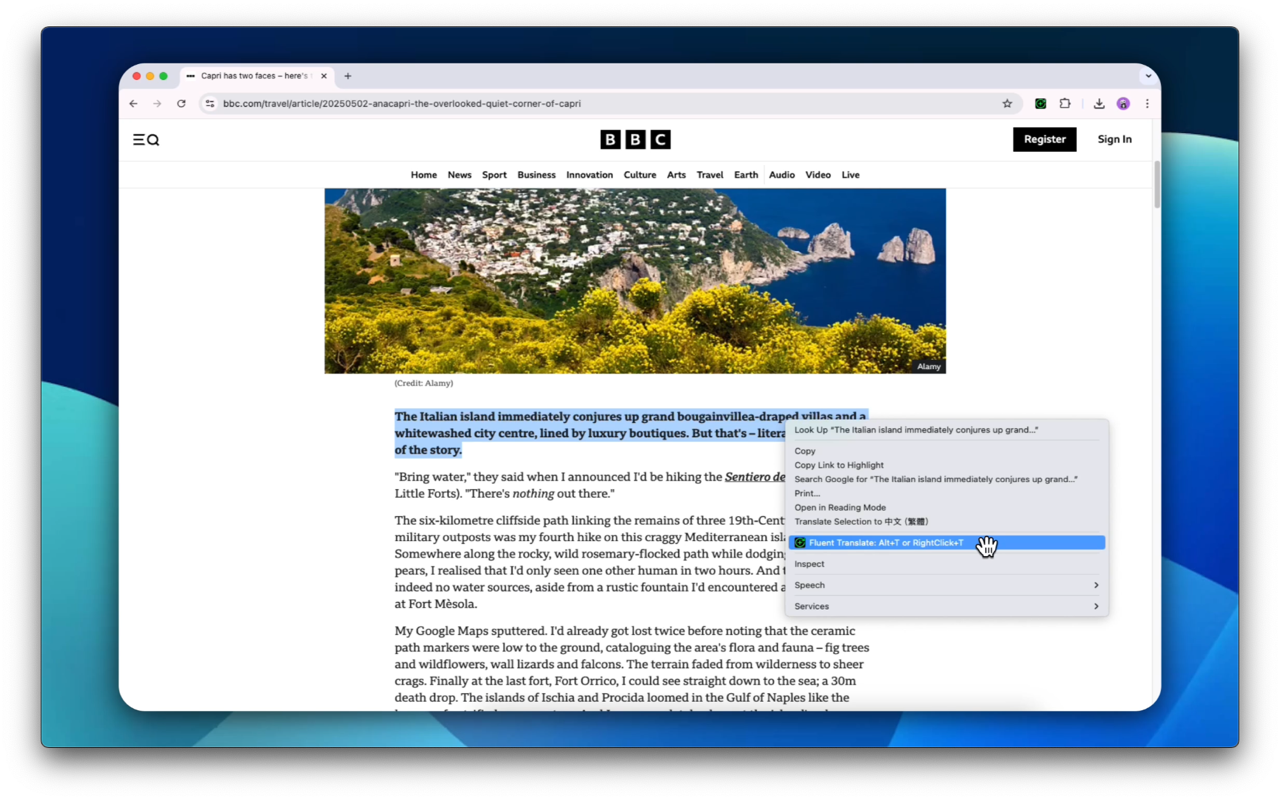 Capri has two faces – here's
bbc.com/travel/article/20250502-anacapri-the-overlooked-quiet-corner-of-capri
BBC
Register
Sign In
Home News Sport Business Innovation Culture Arts Travel Earth Audio Video Live
Alamy
(Credit: Alamy)
The Italian island immediately conjures up grand bougainvillea-draped villas and a
whitewashed city centre, lined by luxury boutiques. But that's – litera
of the story.
"Bring water," they said when I announced I'd be hiking the Sentiero de
Little Forts). "There's nothing out there."
The six-kilometre cliffside path linking the remains of three 19th-Cent
military outposts was my fourth hike on this craggy Mediterranean isl
Somewhere along the rocky, wild rosemary-flocked path while dodging
pears, I realised that I'd only seen one other human in two hours. And
indeed no water sources, aside from a rustic fountain I'd encountered
at Fort Mèsola.
My Google Maps sputtered. I'd already got lost twice before noting that the ceramic
path markers were low to the ground, cataloguing the area's flora and fauna – fig trees
and wildflowers, wall lizards and falcons. The terrain faded from wilderness to sheer
crags. Finally at the last fort, Fort Orrico, I could see straight down to the sea; a 30m
death drop. The islands of Ischia and Procida loomed in the Gulf of Naples like the
Look Up "The Italian island immediately conjures up grand..."
Copy
Copy Link to Highlight
Search Google for "The Italian island immediately conjures up grand..."
Print...
Open in Reading Mode
Translate Selection to 中文 (繁體)
Fluent Translate: Alt+T or RightClick+T
Inspect
Speech
Services